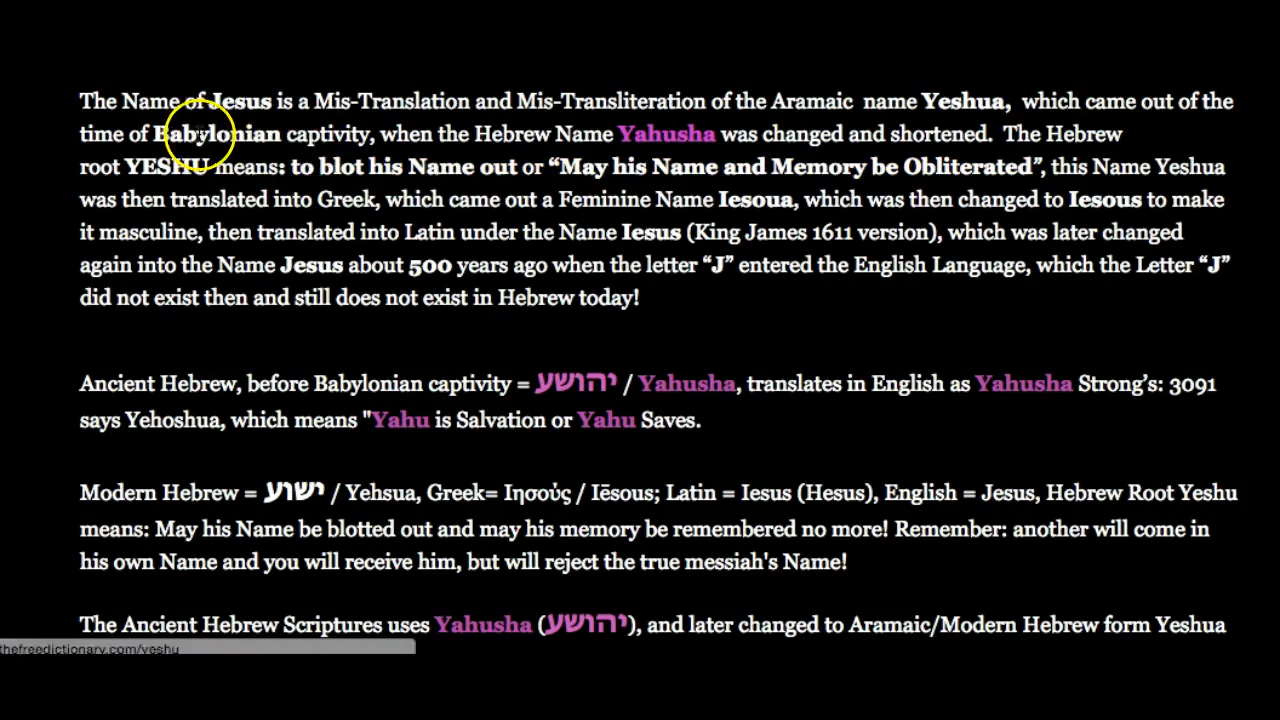 The Name of Jesus is a Mis-Translation and Mis-Transliteration of the Aramaic name Yeshua, which came out of the
time of Babylonian captivity, when the Hebrew Name Yahusha was changed and shortened. The Hebrew
root YESHU means: to blot his Name out or “May his Name and Memory be Obliterated”, this Name Yeshua
was then translated into Greek, which came out a Feminine Name Iesoua, which was then changed to Iesous to make
it masculine, then translated into Latin under the Name Iesus (King James 1611 version), which was later changed
again into the Name Jesus about 500 years ago when the letter “J” entered the English Language, which the Letter “J”
did not exist then and still does not exist in Hebrew today!
Ancient Hebrew, before Babylonian captivity = יהושע / Yahusha, translates in English as Yahusha Strong’s: 3091
says Yehoshua, which means "Yahu is Salvation or Yahu Saves.
Modern Hebrew = ישוע / Yehsua, Greek= Ιησούς / Iēsous; Latin = Iesus (Hesus), English = Jesus, Hebrew Root Yeshu
means: May his Name be blotted out and may his memory be remembered no more! Remember: another will come in
his own Name and you will receive him, but will reject the true messiah's Name!
The Ancient Hebrew Scriptures uses Yahusha (יהושע), and later changed to Aramaic/Modern Hebrew form Yeshua
thefreedictionary.com/yeshu